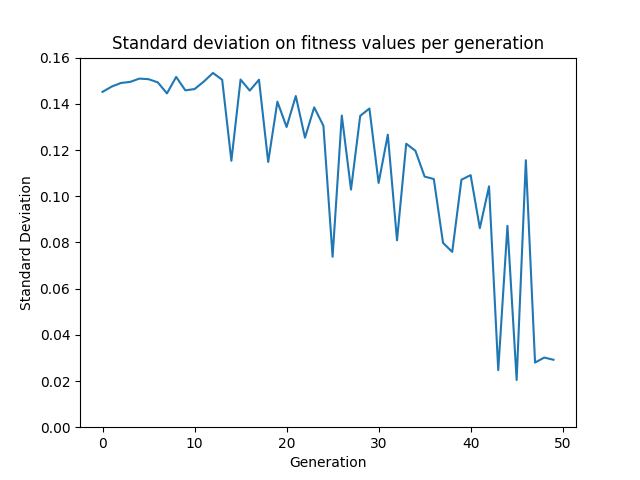 Standard deviation on fitness values per generation
0.16
0.14
0.12
0.10
0.08
0.06
0.04
0.02
0.00
Standard Deviation
0 10 20 30 40 50
Generation